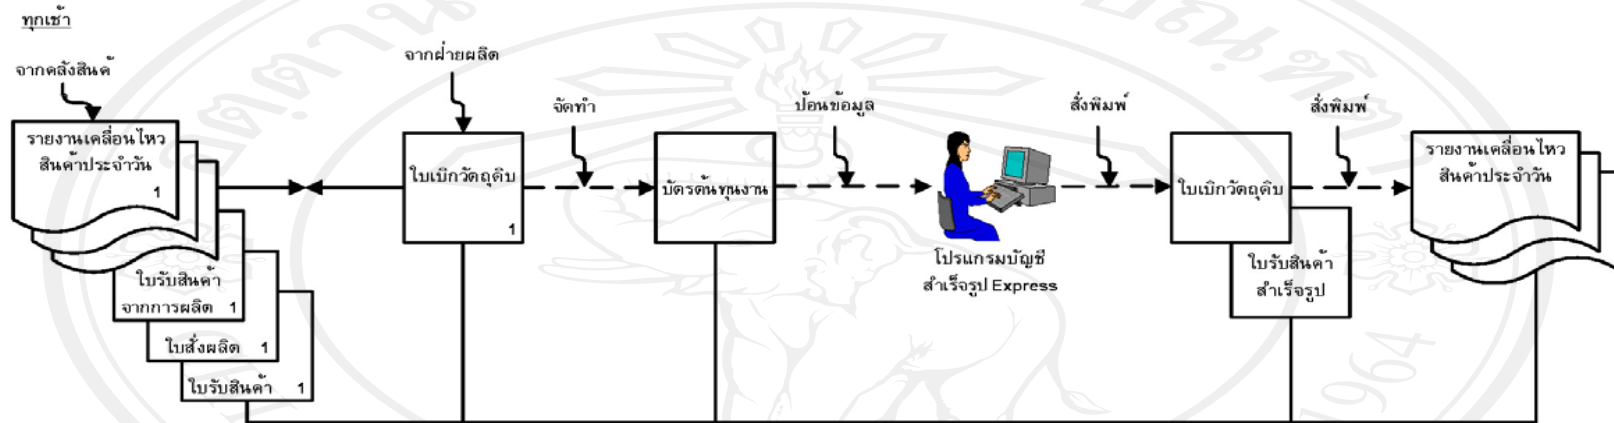 ทุกเช้า
จากคลังสินค้
จากฝ่ายผลิต
จัดทำ
ป้อนข้อมูล
สั่งพิมพ์
สั่งพิมพ์
รายงานเคลื่อนไหว
สินค้าประจำวัน
1
ใบรับสินค้า
จากการผลิต 1
ใบสั่งผลิต 1
ใบรับสินค้า 1
ใบเบิกวัตถุดิบ
1
บัตรต้นทุนงาน
โปรแกรมบัญชี
สำเร็จรูป Express
ใบเบิกวัตถุดิบ
ใบรับสินค้า
สำเร็จรูป
รายงานเคลื่อนไหว
สินค้าประจำวัน
1964